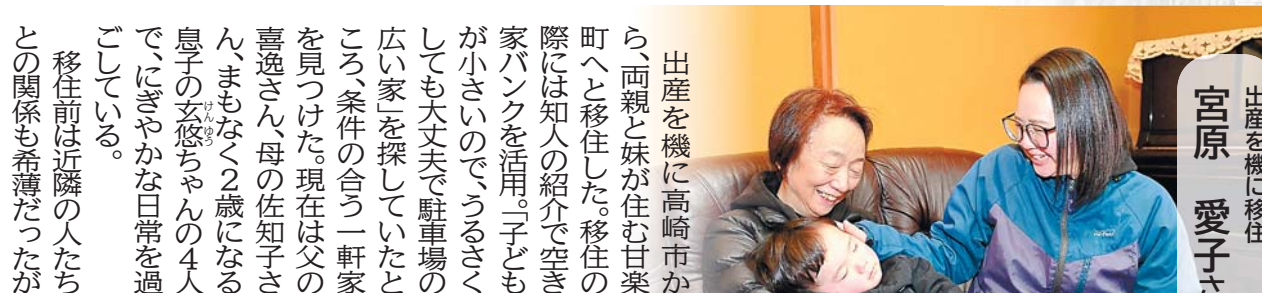 出産を機に移住
宮原 愛子さ
出産を機に高崎市か
ら、両親と妹が住む甘楽
町へと移住した。移住の
際には知人の紹介で空き
家バンクを活用。「子ども
が小さいので、うるさく
しても大丈夫で駐車場の
広い家」を探していたと
ころ、条件の合う一軒家
を見つけた。現在は父の
喜逸さん、母の佐知子さ
ん、まもなく2歳になる
息子の玄悠ちゃんの4人
けんゆう
で、にぎやかな日常を過
ごしている。
移住前は近隣の人たち
との関係も希薄だったが